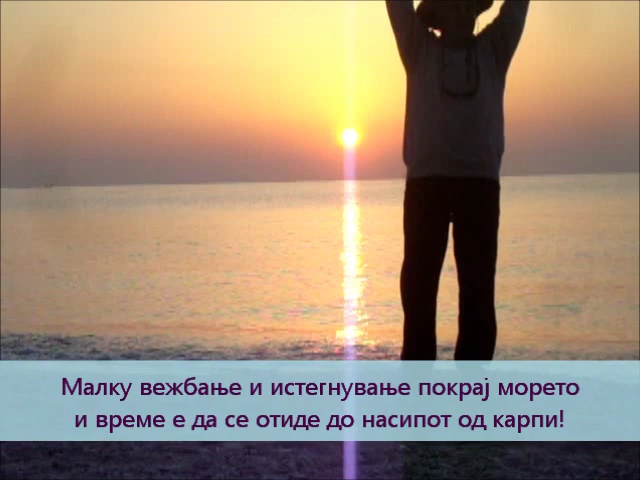 Малку вежбање и истегнување покрај морето
и време е да се отиде до насипот од карпи!